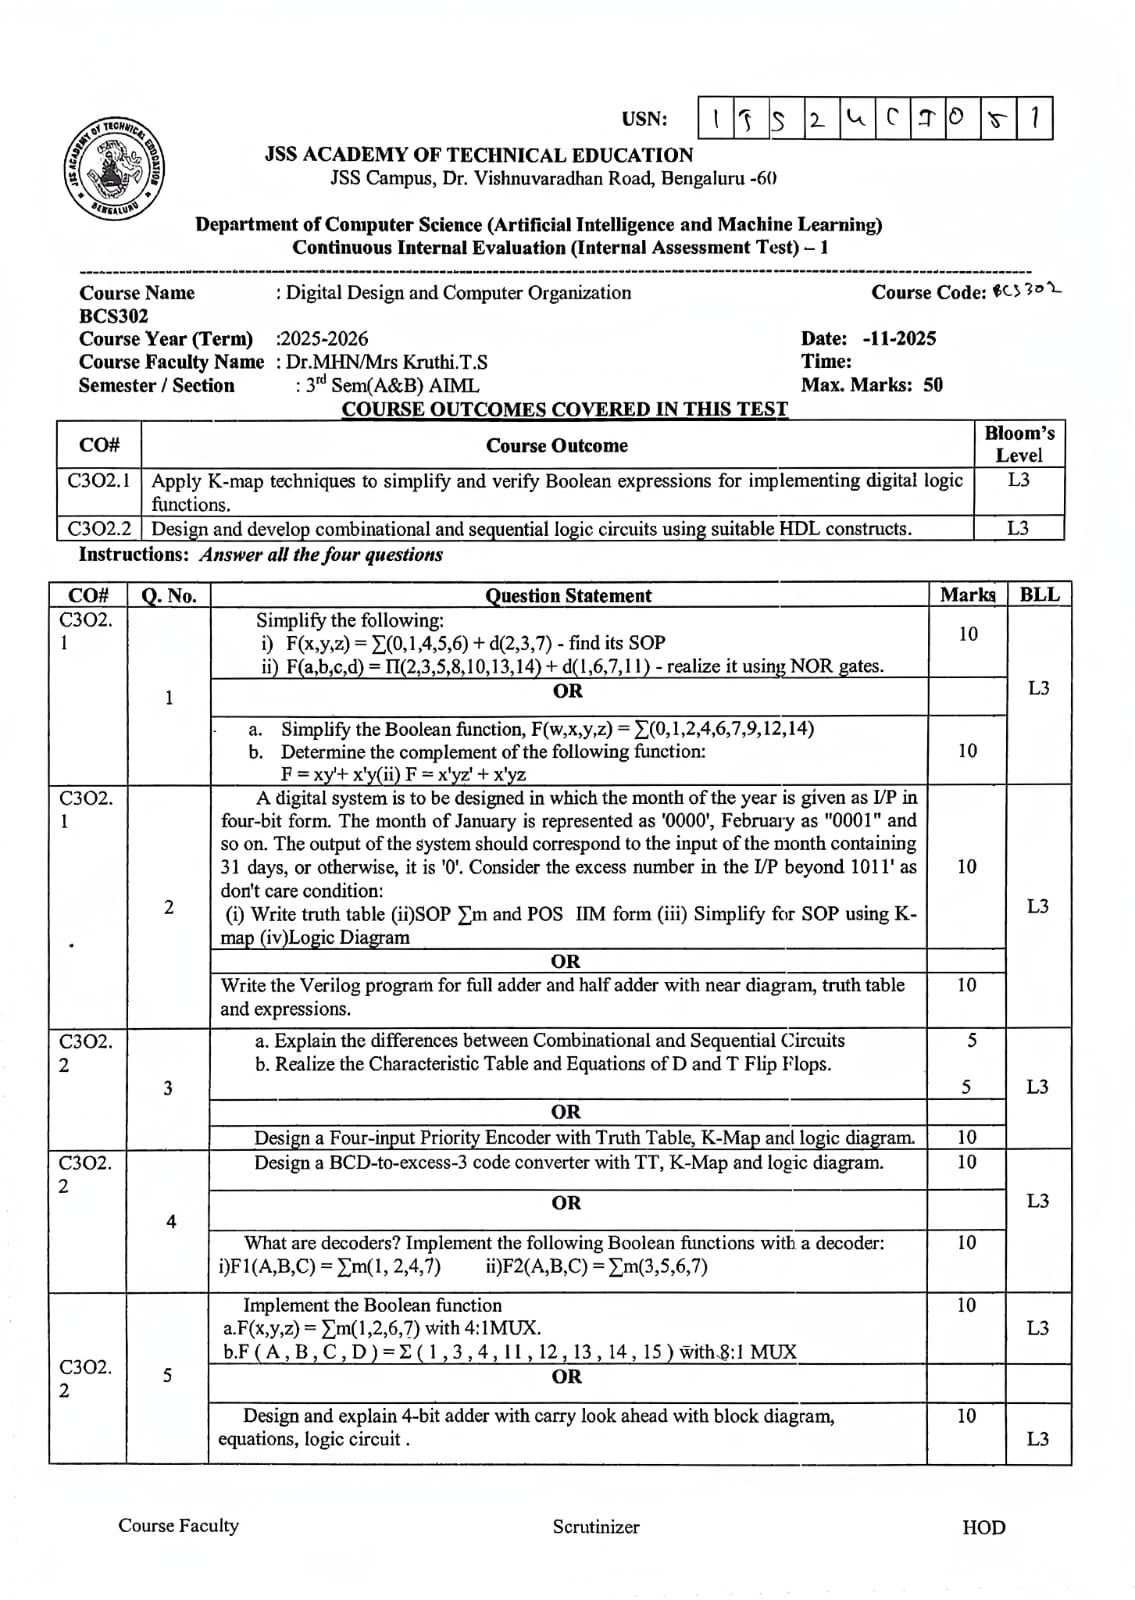 USN: 1 J S 2 4 C I 0 5 1
JSS ACADEMY OF TECHNICAL EDUCATION
BENGALURU
JSS ACADEMY OF TECHNICAL EDUCATION
JSS Campus, Dr. Vishnuvaradhan Road, Bengaluru -60
Department of Computer Science (Artificial Intelligence and Machine Learning)
Continuous Internal Evaluation (Internal Assessment Test) – 1
Course Name : Digital Design and Computer Organization Course Code: BCS302
BCS302
Course Year (Term) :2025-2026 Date: -11-2025
Course Faculty Name : Dr.MHN/Mrs Kruthi.T.S Time:
Semester / Section : 3rd Sem(A&B) AIML Max. Marks: 50
COURSE OUTCOMES COVERED IN THIS TEST
CO# Course Outcome Bloom's Level
C3O2.1 Apply K-map techniques to simplify and verify Boolean expressions for implementing digital logic L3
functions.
C3O2.2 Design and develop combinational and sequential logic circuits using suitable HDL constructs. L3
Instructions: Answer all the four questions
CO# Q. No. Question Statement Marks BLL
C3O2.1 1 L3
Simplify the following: 10
i) F(x,y,z) = ∑(0,1,4,5,6) + d(2,3,7) - find its SOP
ii) F(a,b,c,d) = Π(2,3,5,8,10,13,14) + d(1,6,7,11) - realize it using NOR gates.
OR
a. Simplify the Boolean function, F(w,x,y,z) = ∑(0,1,2,4,6,7,9,12,14)
b. Determine the complement of the following function: 10
F = xy'+ x'y(ii) F = x'yz' + x'yz
C3O2.1 2 L3
A digital system is to be designed in which the month of the year is given as I/P in
four-bit form. The month of January is represented as '0000', February as "0001" and
so on. The output of the system should correspond to the input of the month containing
31 days, or otherwise, it is '0'. Consider the excess number in the I/P beyond 1011' as 10
don't care condition:
(i) Write truth table (ii)SOP ∑m and POS IIM form (iii) Simplify for SOP using K-
map (iv)Logic Diagram
OR
Write the Verilog program for full adder and half adder with near diagram, truth table 10
and expressions.
C3O2.2 3 L3
a. Explain the differences between Combinational and Sequential Circuits 5
b. Realize the Characteristic Table and Equations of D and T Flip Flops.
5
OR
Design a Four-input Priority Encoder with Truth Table, K-Map and logic diagram. 10
C3O2.2 4 L3
Design a BCD-to-excess-3 code converter with TT, K-Map and logic diagram. 10
OR
What are decoders? Implement the following Boolean functions with a decoder: 10
i)F1(A,B,C) = ∑m(1, 2,4,7) ii)F2(A,B,C) = ∑m(3,5,6,7)
C3O2.2 5
Implement the Boolean function 10
a.F(x,y,z) = ∑m(1,2,6,7) with 4:1MUX. L3
b.F ( A , B , C , D ) = Σ ( 1 , 3 , 4 , 11 , 12 , 13 , 14 , 15 ) with 8:1 MUX
OR
Design and explain 4-bit adder with carry look ahead with block diagram, 10
equations, logic circuit . L3
Course Faculty Scrutinizer HOD